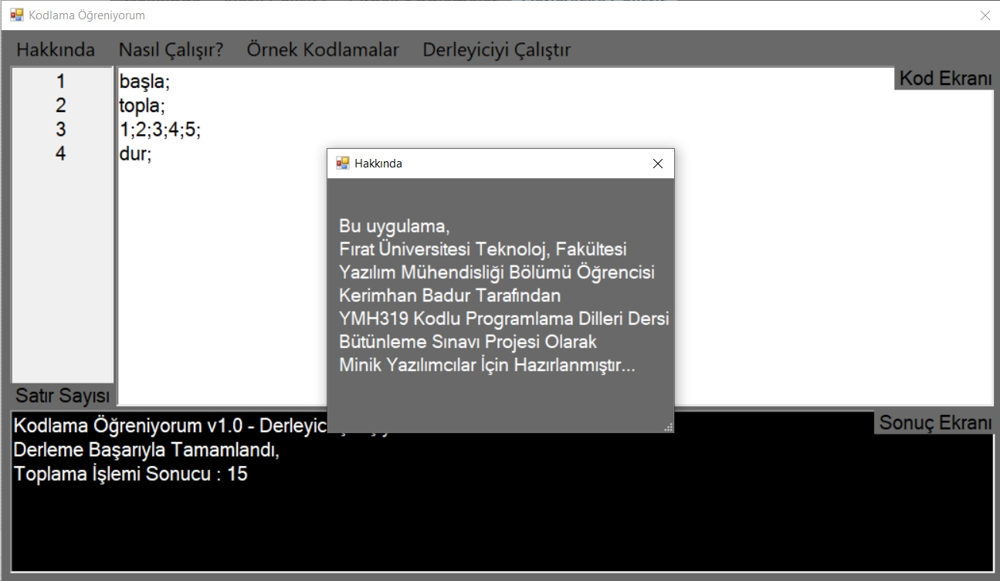 Kodlama Öğreniyorum
Hakkında Nasıl Çalışır? Örnek Kodlamalar Derleyiciyi Çalıştır
Kod Ekranı
1 başla;
2 topla;
3 1;2;3;4;5;
4 dur;
Satır Sayısı
Hakkında
Bu uygulama,
Fırat Üniversitesi Teknoloj, Fakültesi
Yazılım Mühendisliği Bölümü Öğrencisi
Kerimhan Badur Tarafından
YMH319 Kodlu Programlama Dilleri Dersi
Bütünleme Sınavı Projesi Olarak
Minik Yazılımcılar İçin Hazırlanmıştır...
Sonuç Ekranı
Kodlama Öğreniyorum v1.0 - Derleyic
Derleme Başarıyla Tamamlandı,
Toplama İşlemi Sonucu : 15